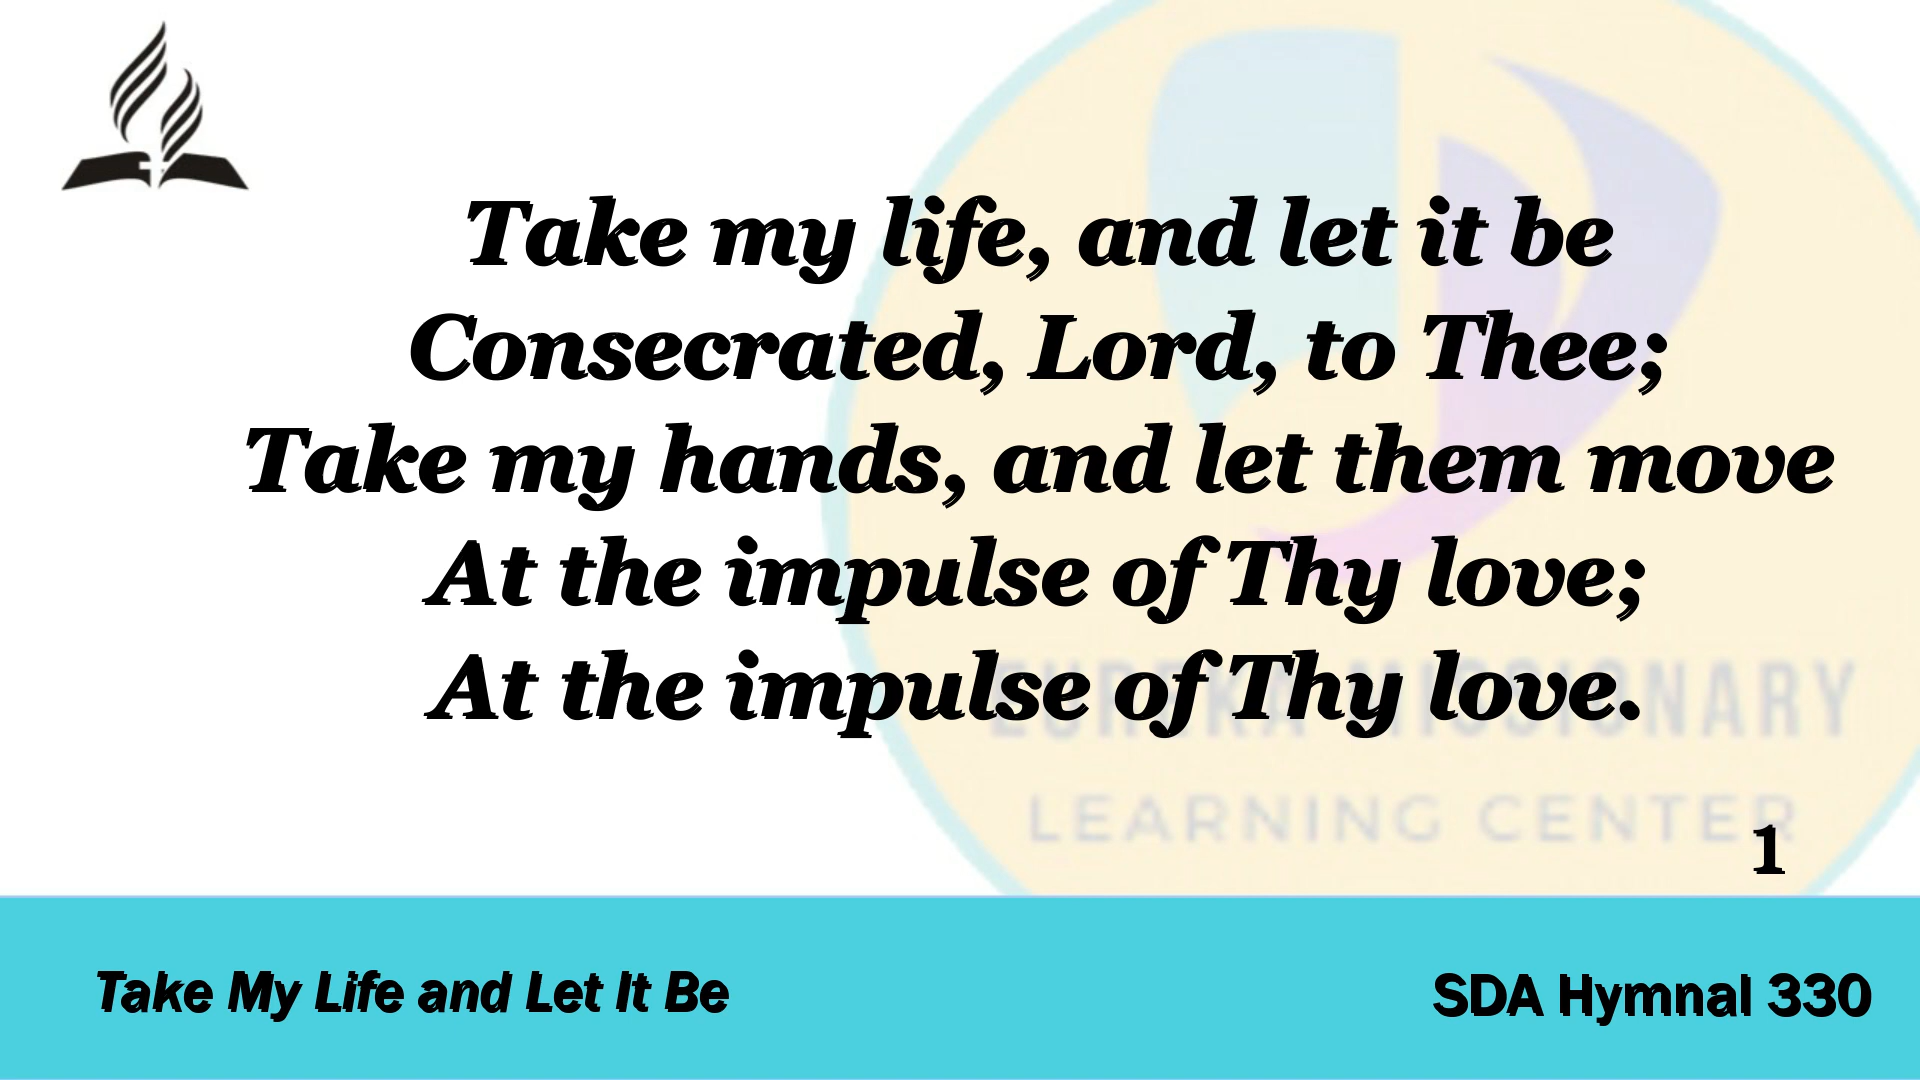 Take my life, and let it be
Consecrated, Lord, to Thee;
Take my hands, and let them move
At the impulse of Thy love;
At the impulse of Thy love.
EUREKA MISSIONARY
LEARNING CENTER
1
Take My Life and Let It Be
SDA Hymnal 330